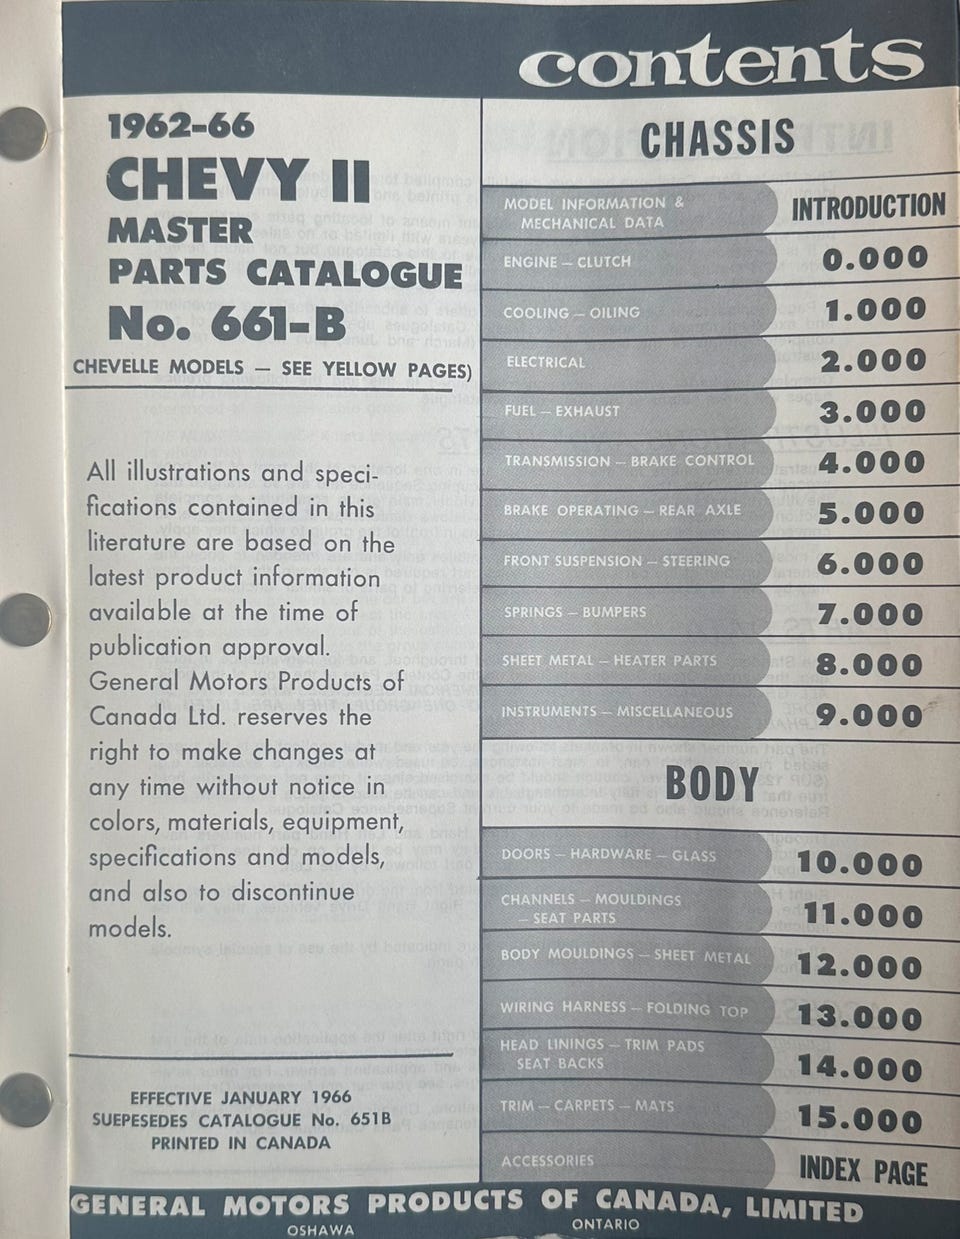 contents
1962-66
CHEVY II
MASTER
PARTS CATALOGUE
No. 661-B
CHEVELLE MODELS — SEE YELLOW PAGES)
All illustrations and speci-
fications contained in this
literature are based on the
latest product information
available at the time of
publication approval.
General Motors Products of
Canada Ltd. reserves the
right to make changes at
any time without notice in
colors, materials, equipment,
specifications and models,
and also to discontinue
models.
EFFECTIVE JANUARY 1966
SUEPESEDES CATALOGUE No. 651B
PRINTED IN CANADA
CHASSIS
MODEL INFORMATION &
MECHANICAL DATA
INTRODUCTION
ENGINE — CLUTCH 0.000
COOLING — OILING 1.000
ELECTRICAL 2.000
FUEL — EXHAUST 3.000
TRANSMISSION — BRAKE CONTROL 4.000
BRAKE OPERATING — REAR AXLE 5.000
FRONT SUSPENSION — STEERING 6.000
SPRINGS — BUMPERS 7.000
SHEET METAL — HEATER PARTS 8.000
INSTRUMENTS — MISCELLANEOUS 9.000
BODY
DOORS — HARDWARE — GLASS 10.000
CHANNELS — MOULDINGS
— SEAT PARTS
11.000
BODY MOULDINGS — SHEET METAL 12.000
WIRING HARNESS — FOLDING TOP 13.000
HEAD LININGS — TRIM PADS
SEAT BACKS
14.000
TRIM — CARPETS — MATS 15.000
ACCESSORIES INDEX PAGE
GENERAL MOTORS PRODUCTS OF CANADA, LIMITED
OSHAWA ONTARIO